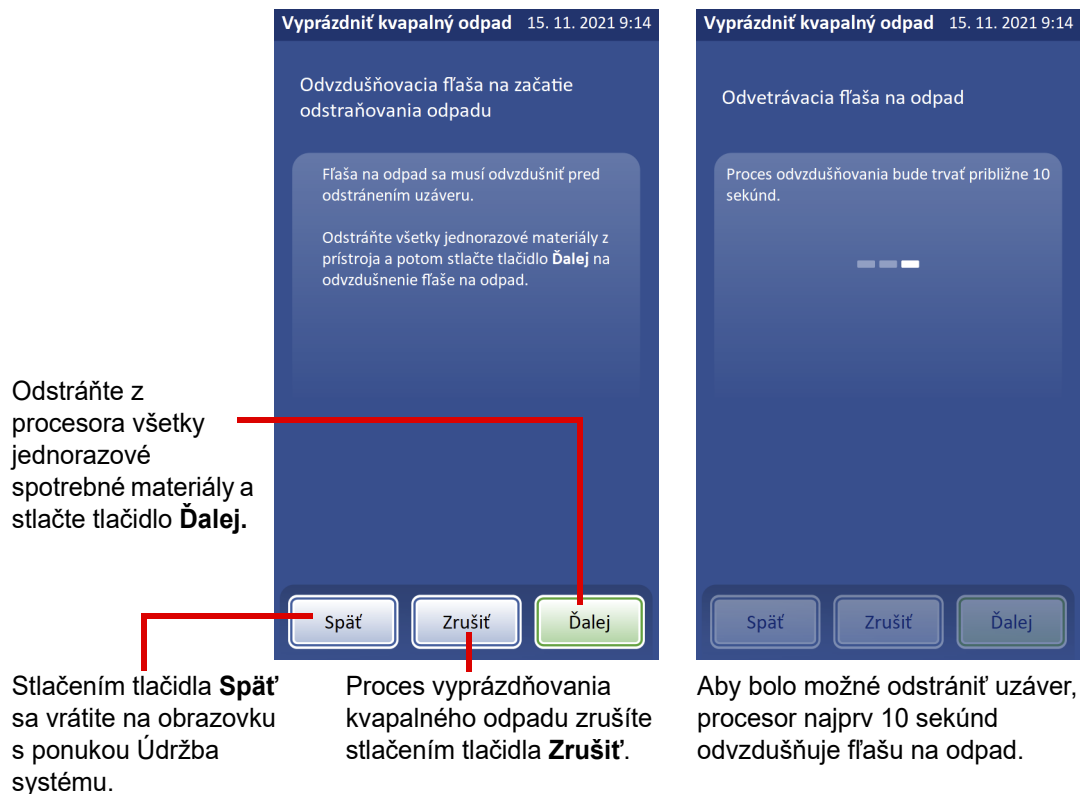 Vyprázdniť kvapalný odpad 15. 11. 2021 9:14
Odvzdušňovacia fľaša na začatie
odstraňovania odpadu
Fľaša na odpad sa musí odvzdušniť pred
odstránením uzáveru.
Odstráňte všetky jednorazové materiály z
prístroja a potom stlačte tlačidlo Ďalej na
odvzdušnenie fľaše na odpad.
Späť
Zrušiť
Ďalej
Vyprázdniť kvapalný odpad 15. 11. 2021 9:14
Odvetrávacia fľaša na odpad
Proces odvzdušňovania bude trvať približne 10
sekúnd.
Späť
Zrušiť
Ďalej
Odstráňte z
procesora všetky
jednorazové
spotrebné materiály a
stlačte tlačidlo Ďalej.
Stlačením tlačidla Späť
sa vrátite na obrazovku
s ponukou Údržba
systému.
Proces vyprázdňovania
kvapalného odpadu zrušíte
stlačením tlačidla Zrušiť.
Aby bolo možné odstrániť uzáver,
procesor najprv 10 sekúnd
odvzdušňuje fľašu na odpad.